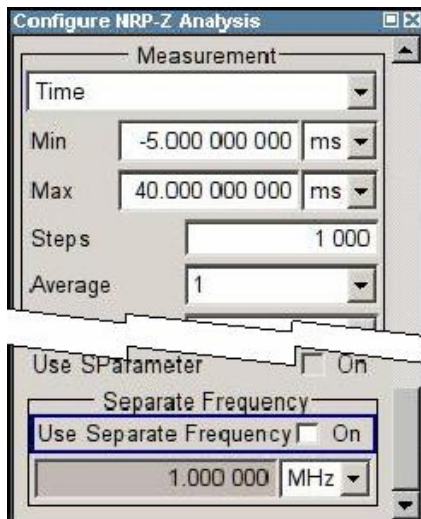 Configure NRP-Z Analysis
Measurement
Time
Min -5.000 000 000 ms
Max 40.000 000 000 ms
Steps 1 000
Average 1
Use SParameter On
Separate Frequency
Use Separate Frequency On
1.000 000 MHz